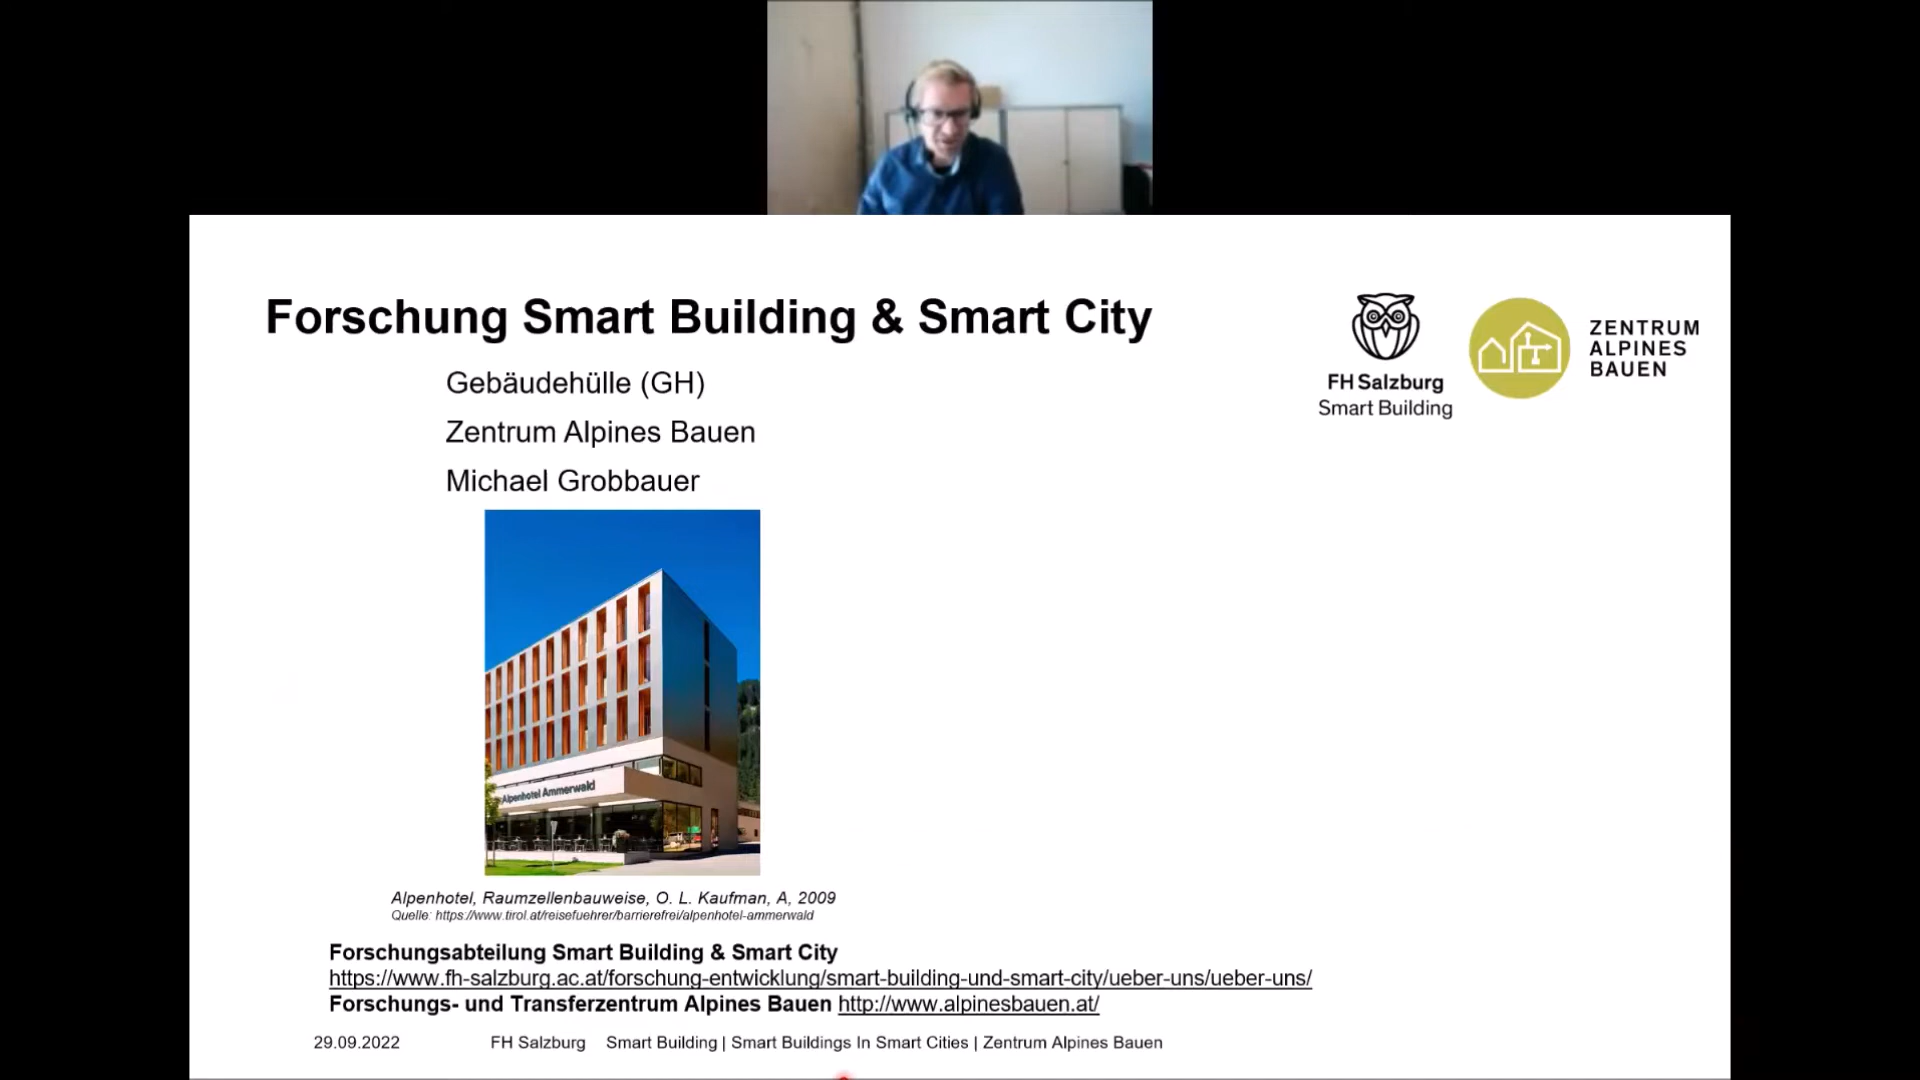 Forschung Smart Building & Smart City
FH Salzburg
Smart Building
ZENTRUM
ALPINES
BAUEN
Gebäudehülle (GH)
Zentrum Alpines Bauen
Michael Grobbauer
Alpenhotel Ammerwald
Alpenhotel, Raumzellenbauweise, O. L. Kaufman, A, 2009
Quelle: https://www.tirol.at/reisefuehrer/barrierefrei/alpenhotel-ammerwald
Forschungsabteilung Smart Building & Smart City
https://www.fh-salzburg.ac.at/forschung-entwicklung/smart-building-und-smart-city/ueber-uns/ueber-uns/
Forschungs- und Transferzentrum Alpines Bauen http://www.alpinesbauen.at/
29.09.2022 FH Salzburg Smart Building | Smart Buildings In Smart Cities | Zentrum Alpines Bauen